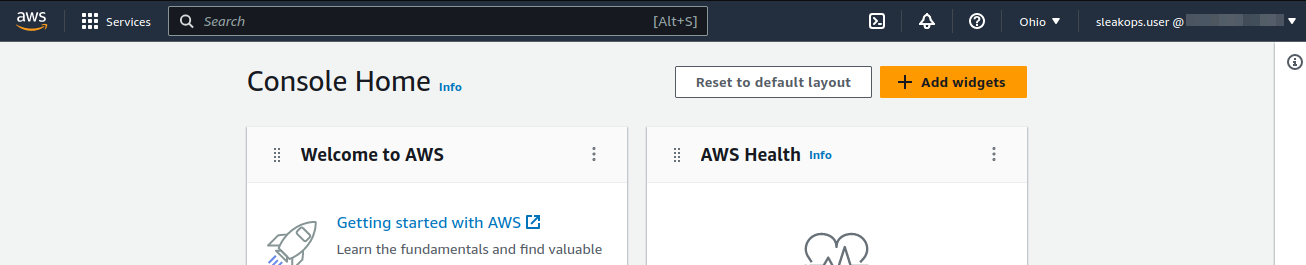 aws
Services
Search
[Alt+S]
Ohio
sleakops.user @
Console Home Info
Reset to default layout
Add widgets
Welcome to AWS
AWS Health Info
Getting started with AWS
Learn the fundamentals and find valuable